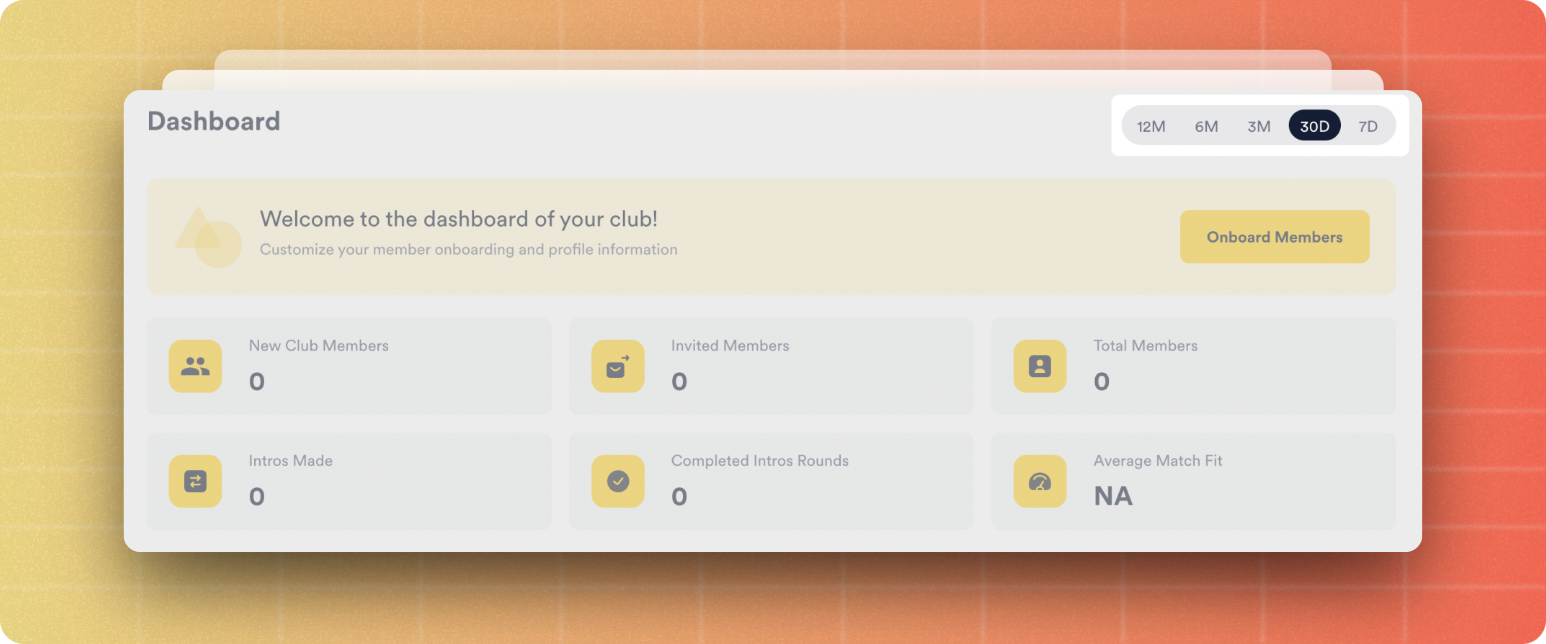 Dashboard
12M 6M 3M 30D 7D
Welcome to the dashboard of your club!
Customize your member onboarding and profile information
Onboard Members
New Club Members
0
Invited Members
0
Total Members
0
Intros Made
0
Completed Intros Rounds
0
Average Match Fit
NA